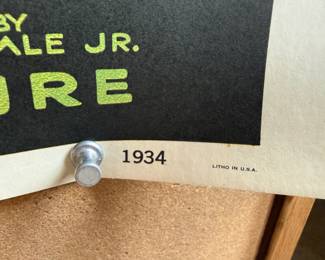 BY
ALE JR.
URE
1934
LITHO IN U.S.A.